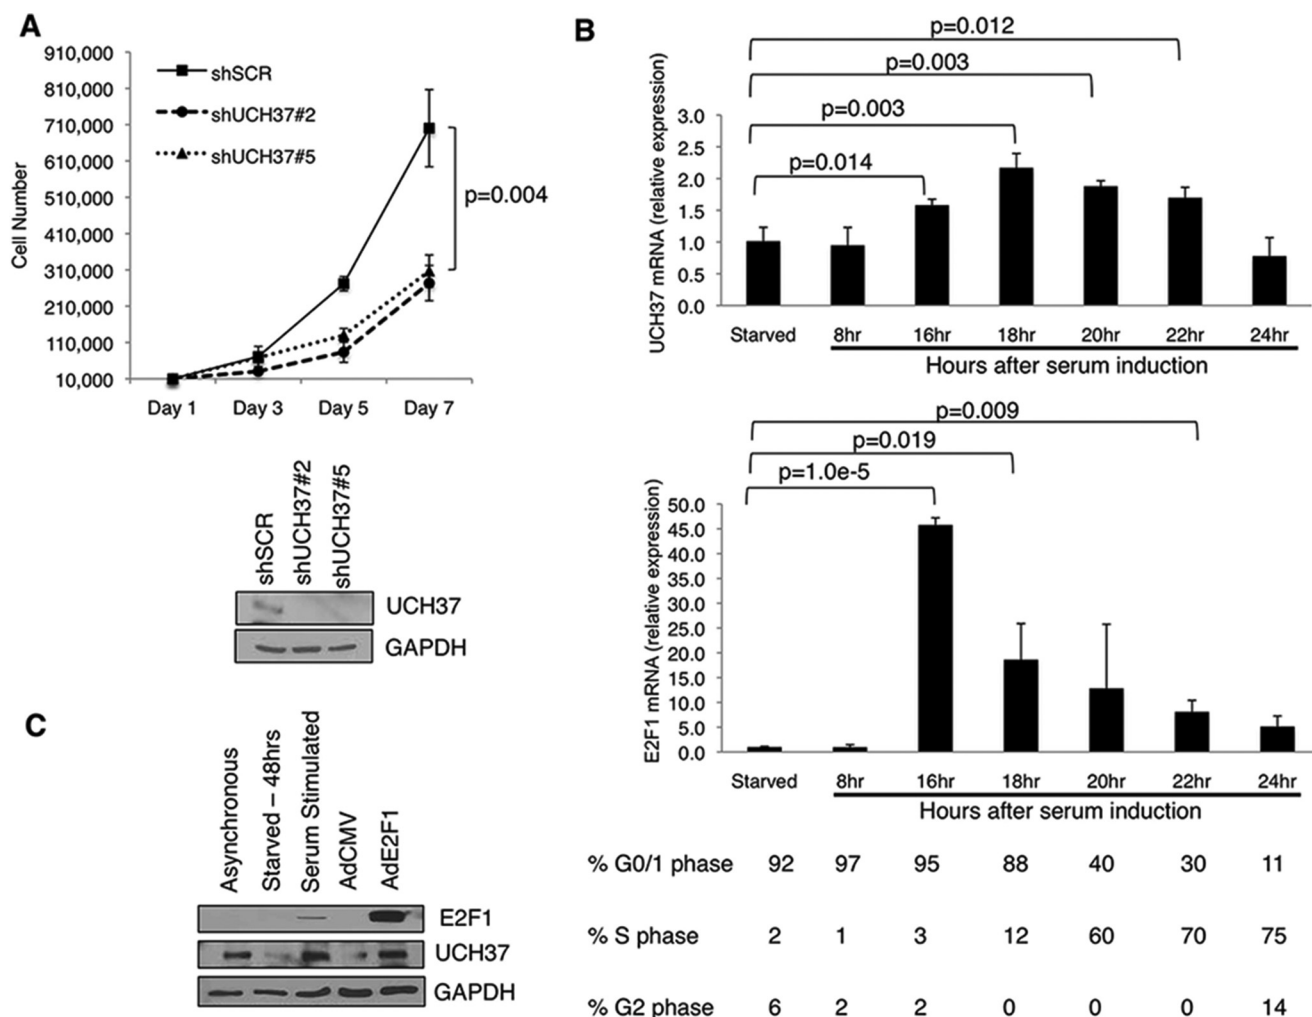 A
910,000
810,000
710,000
610,000
510,000
410,000
310,000
210,000
110,000
10,000
Cell Number
shSCR
shUCH37#2
shUCH37#5
p=0.004
Day 1 Day 3 Day 5 Day 7
shSCR
shUCH37#2
shUCH37#5
UCH37
GAPDH
B
p=0.012
p=0.003
p=0.003
p=0.014
UCH37 mRNA (relative expression)
3.0
2.5
2.0
1.5
1.0
0.5
0.0
Starved 8hr 16hr 18hr 20hr 22hr 24hr
Hours after serum induction
p=0.009
p=0.019
p=1.0e-5
E2F1 mRNA (relative expression)
50.0
45.0
40.0
35.0
30.0
25.0
20.0
15.0
10.0
5.0
0.0
Starved 8hr 16hr 18hr 20hr 22hr 24hr
Hours after serum induction
% G0/1 phase 92 97 95 88 40 30 11
% S phase 2 1 3 12 60 70 75
% G2 phase 6 2 2 0 0 0 14
C
Asynchronous
Starved – 48hrs
Serum Stimulated
AdCMV
AdE2F1
E2F1
UCH37
GAPDH